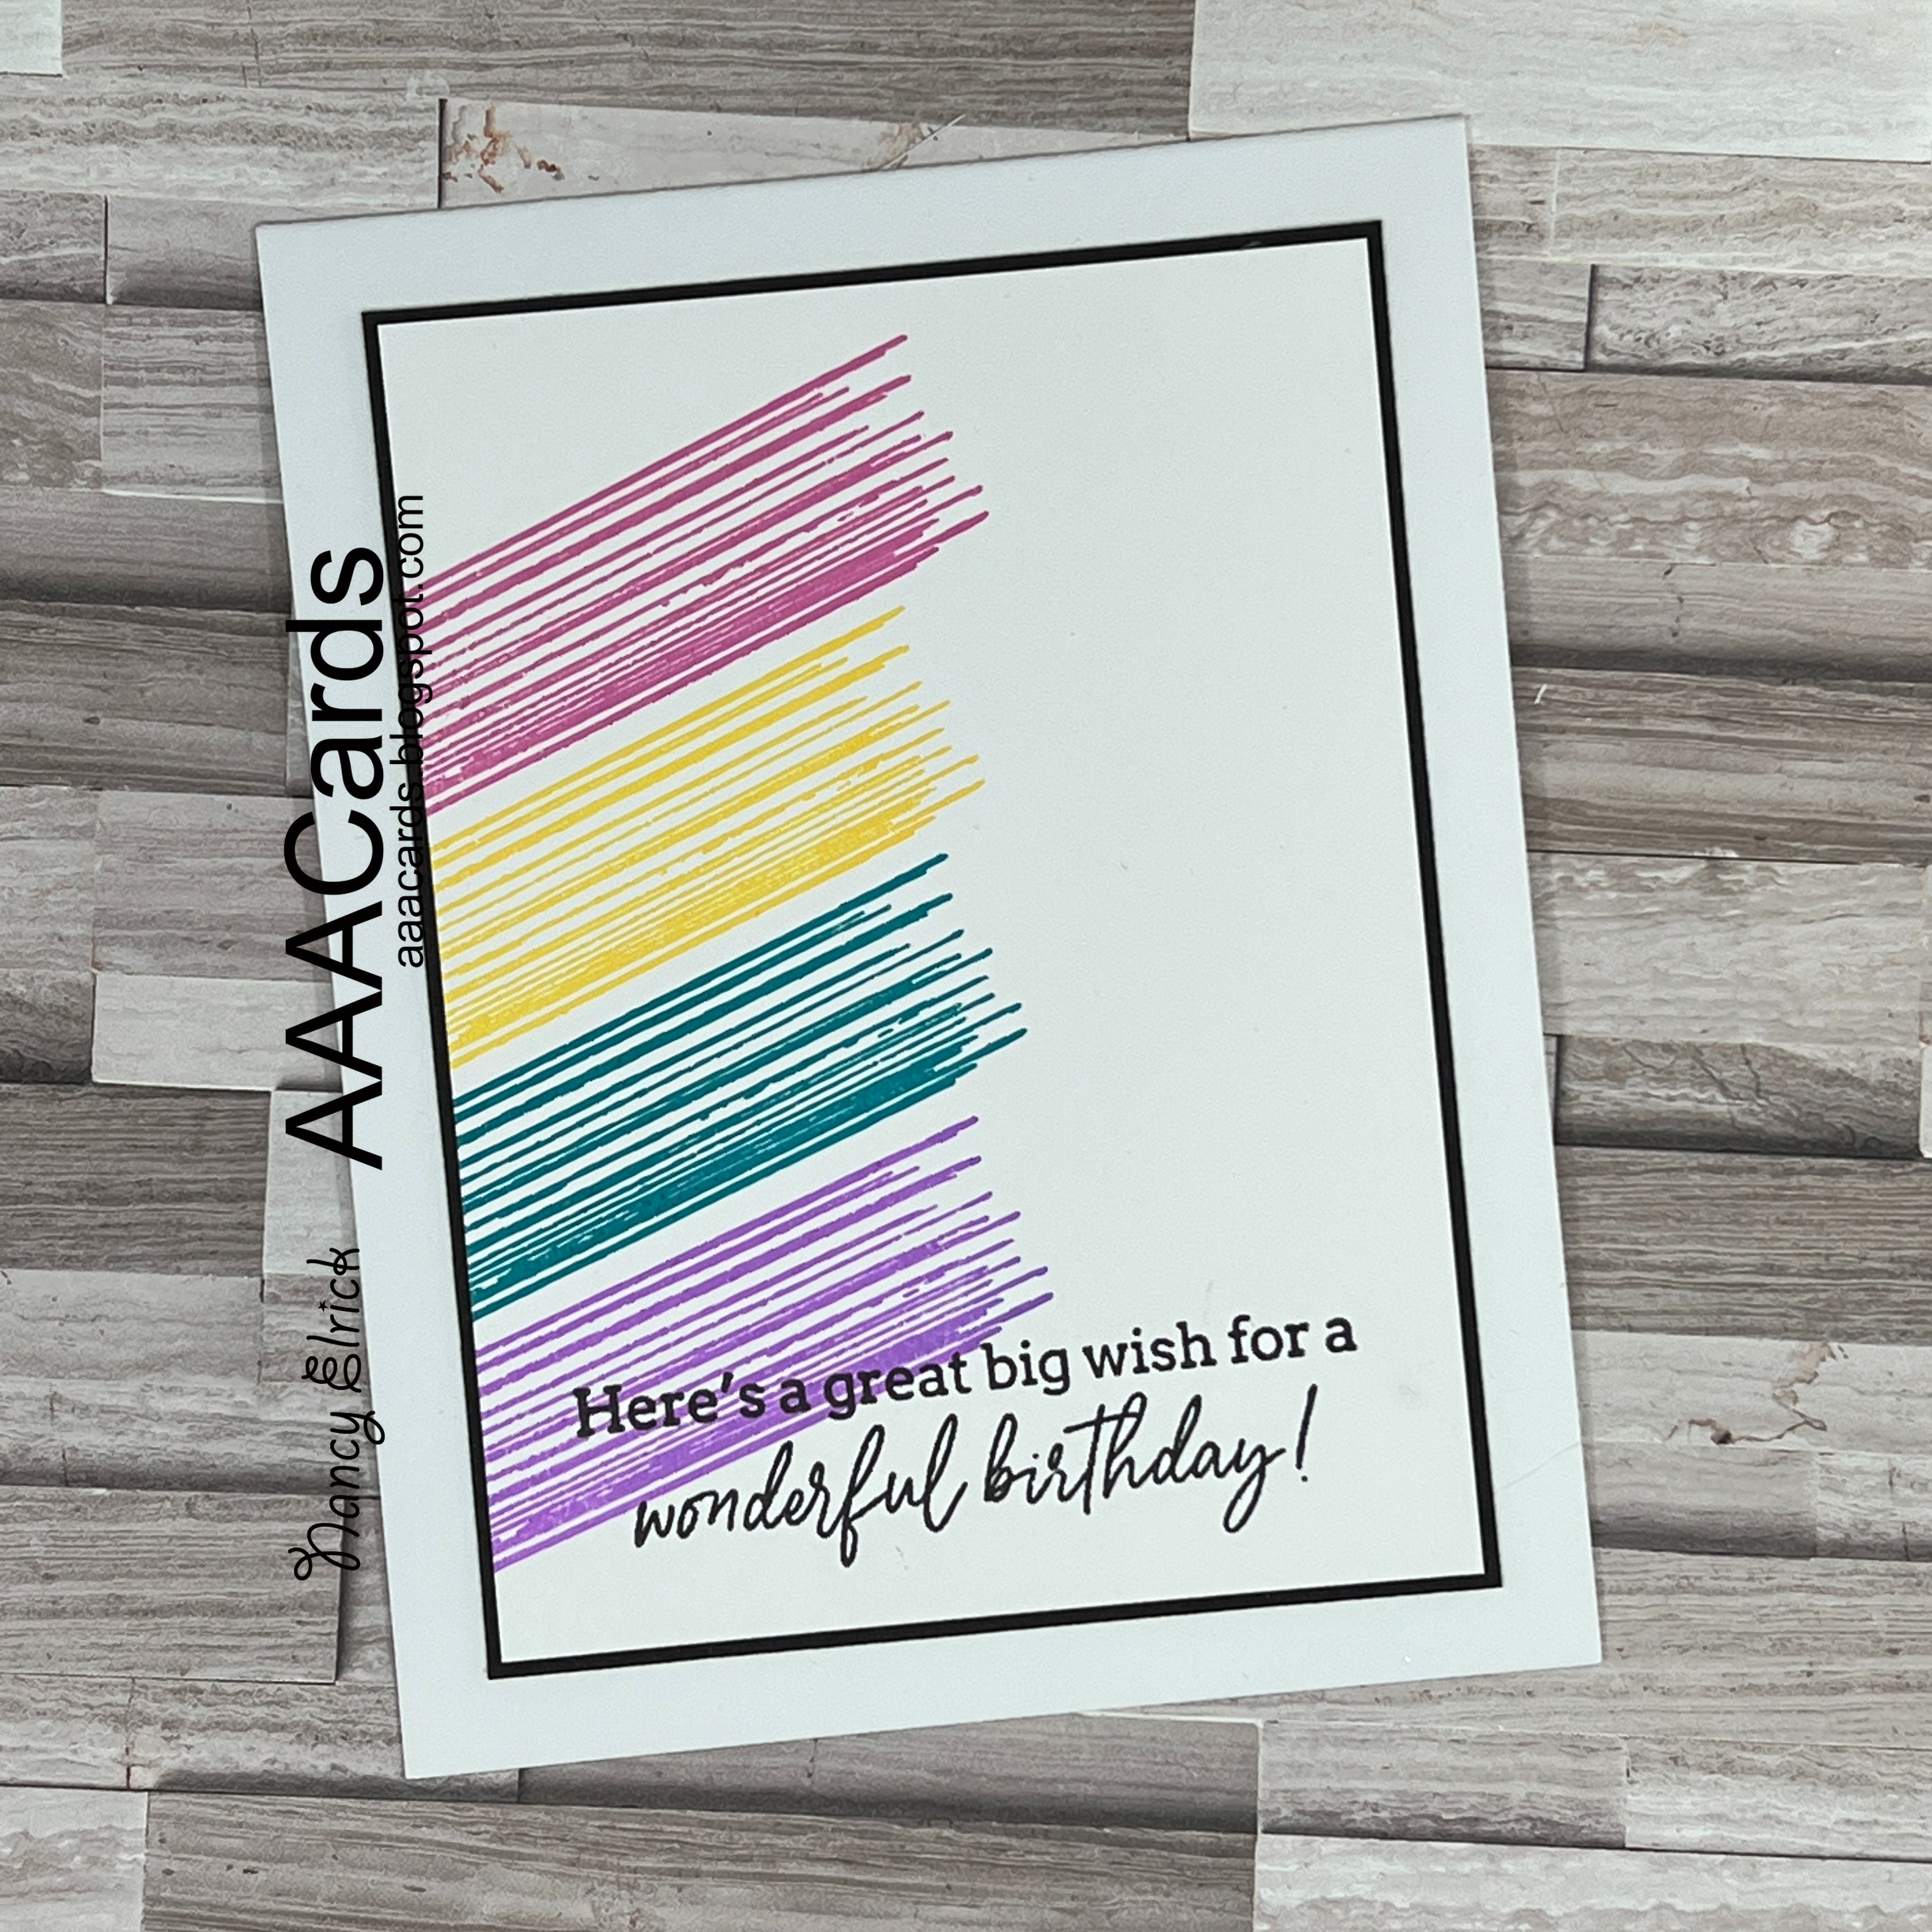 AAACards
aaacards.blogspot.com
Nancy Elrick
Here's a great big wish for a
wonderful birthday!